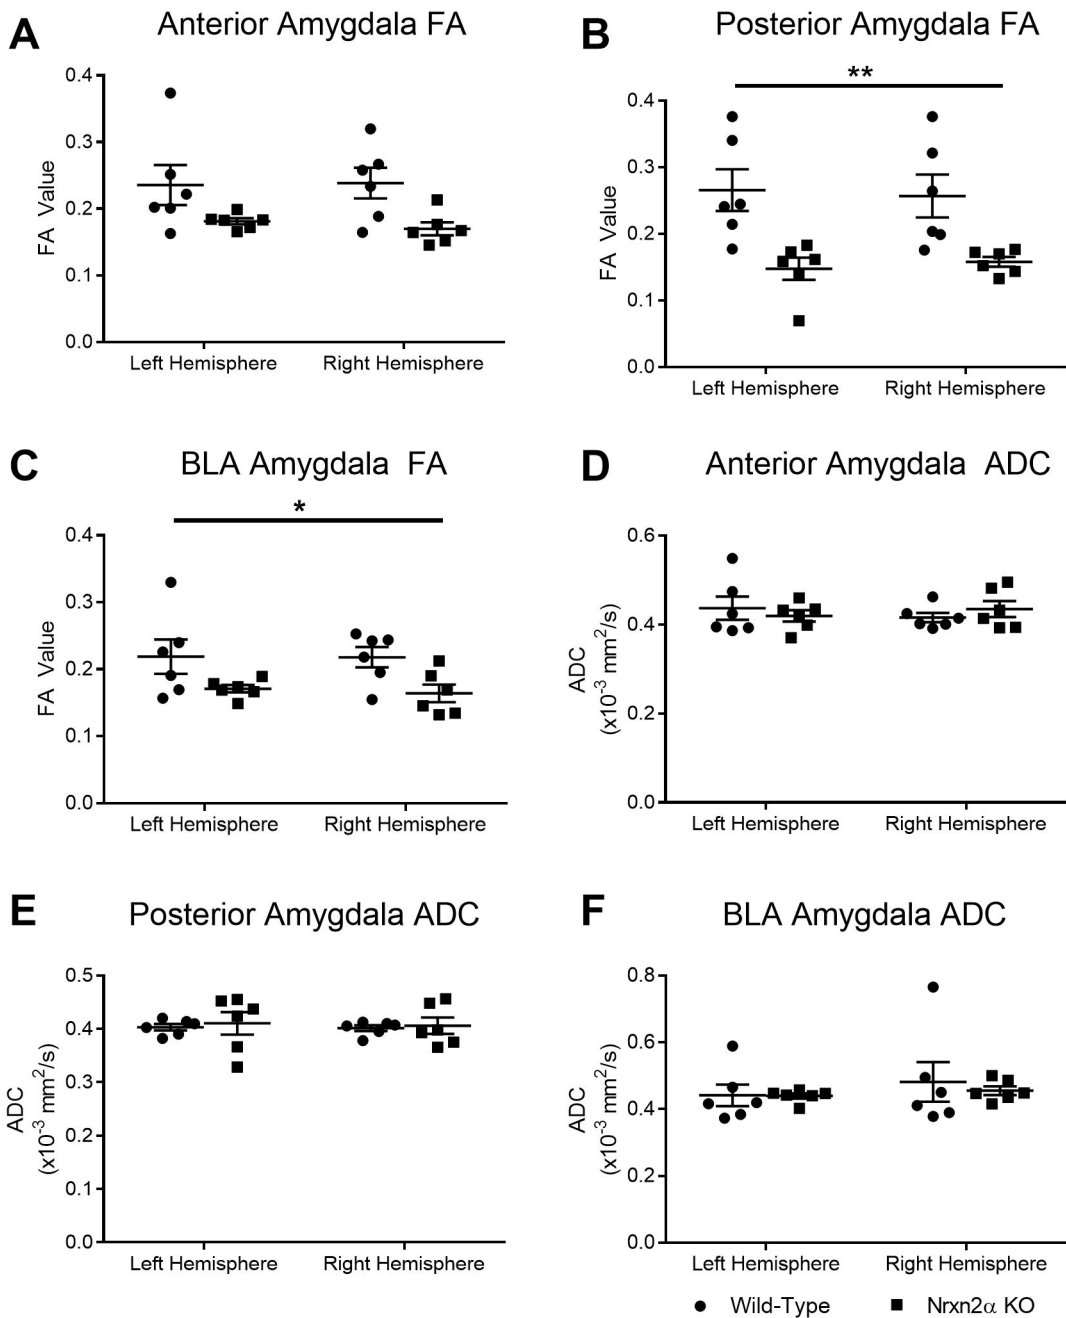 A
Anterior Amygdala FA
0.4
0.3
0.2
0.1
0.0
FA Value
Left Hemisphere
Right Hemisphere
B
Posterior Amygdala FA
**
0.4
0.3
0.2
0.1
0.0
FA Value
Left Hemisphere
Right Hemisphere
C
BLA Amygdala FA
*
0.4
0.3
0.2
0.1
0.0
FA Value
Left Hemisphere
Right Hemisphere
D
Anterior Amygdala ADC
0.6
0.4
0.2
0.0
ADC
(x10⁻³ mm²/s)
Left Hemisphere
Right Hemisphere
E
Posterior Amygdala ADC
0.5
0.4
0.3
0.2
0.1
0.0
ADC
(x10⁻³ mm²/s)
Left Hemisphere
Right Hemisphere
F
BLA Amygdala ADC
0.8
0.6
0.4
0.2
0.0
ADC
(x10⁻³ mm²/s)
Left Hemisphere
Right Hemisphere
Wild-Type
Nrxn2α KO